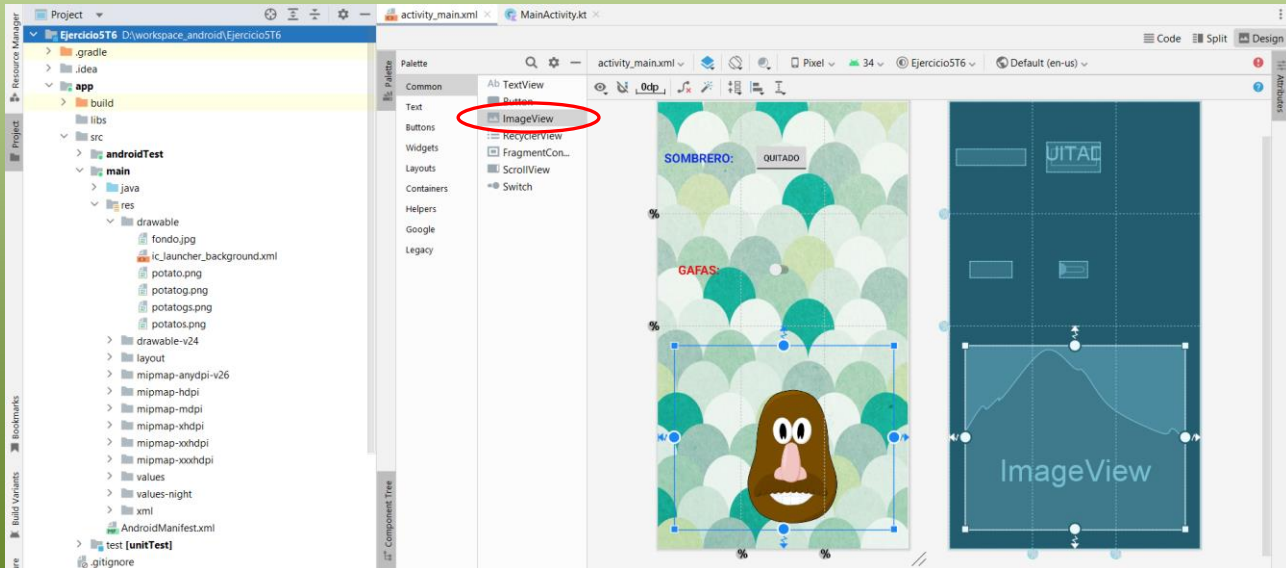 Project
activity_main.xml
MainActivity.kt
Resource Manager
Project
Bookmarks
Build Variants
Ejercicio5T6 D:\workspace_android\Ejercicio5T6
.gradle
.idea
app
build
libs
src
androidTest
main
java
res
drawable
fondo.jpg
ic_launcher_background.xml
potato.png
potatog.png
potatogs.png
potatos.png
drawable-v24
layout
mipmap-anydpi-v26
mipmap-hdpi
mipmap-mdpi
mipmap-xhdpi
mipmap-xxhdpi
mipmap-xxxhdpi
values
values-night
xml
AndroidManifest.xml
test [unitTest]
.gitignore
Code Split Design
Palette
Component Tree
Palette
Common
Text
Buttons
Widgets
Layouts
Containers
Helpers
Google
Legacy
Ab TextView
Button
ImageView
RecyclerView
FragmentCon...
ScrollView
Switch
activity_main.xml Pixel 34 Ejercicio5T6 Default (en-us)
0dp
Attributes
SOMBRERO: QUITADO
%
GAFAS:
%
% %
UITAD
ImageView